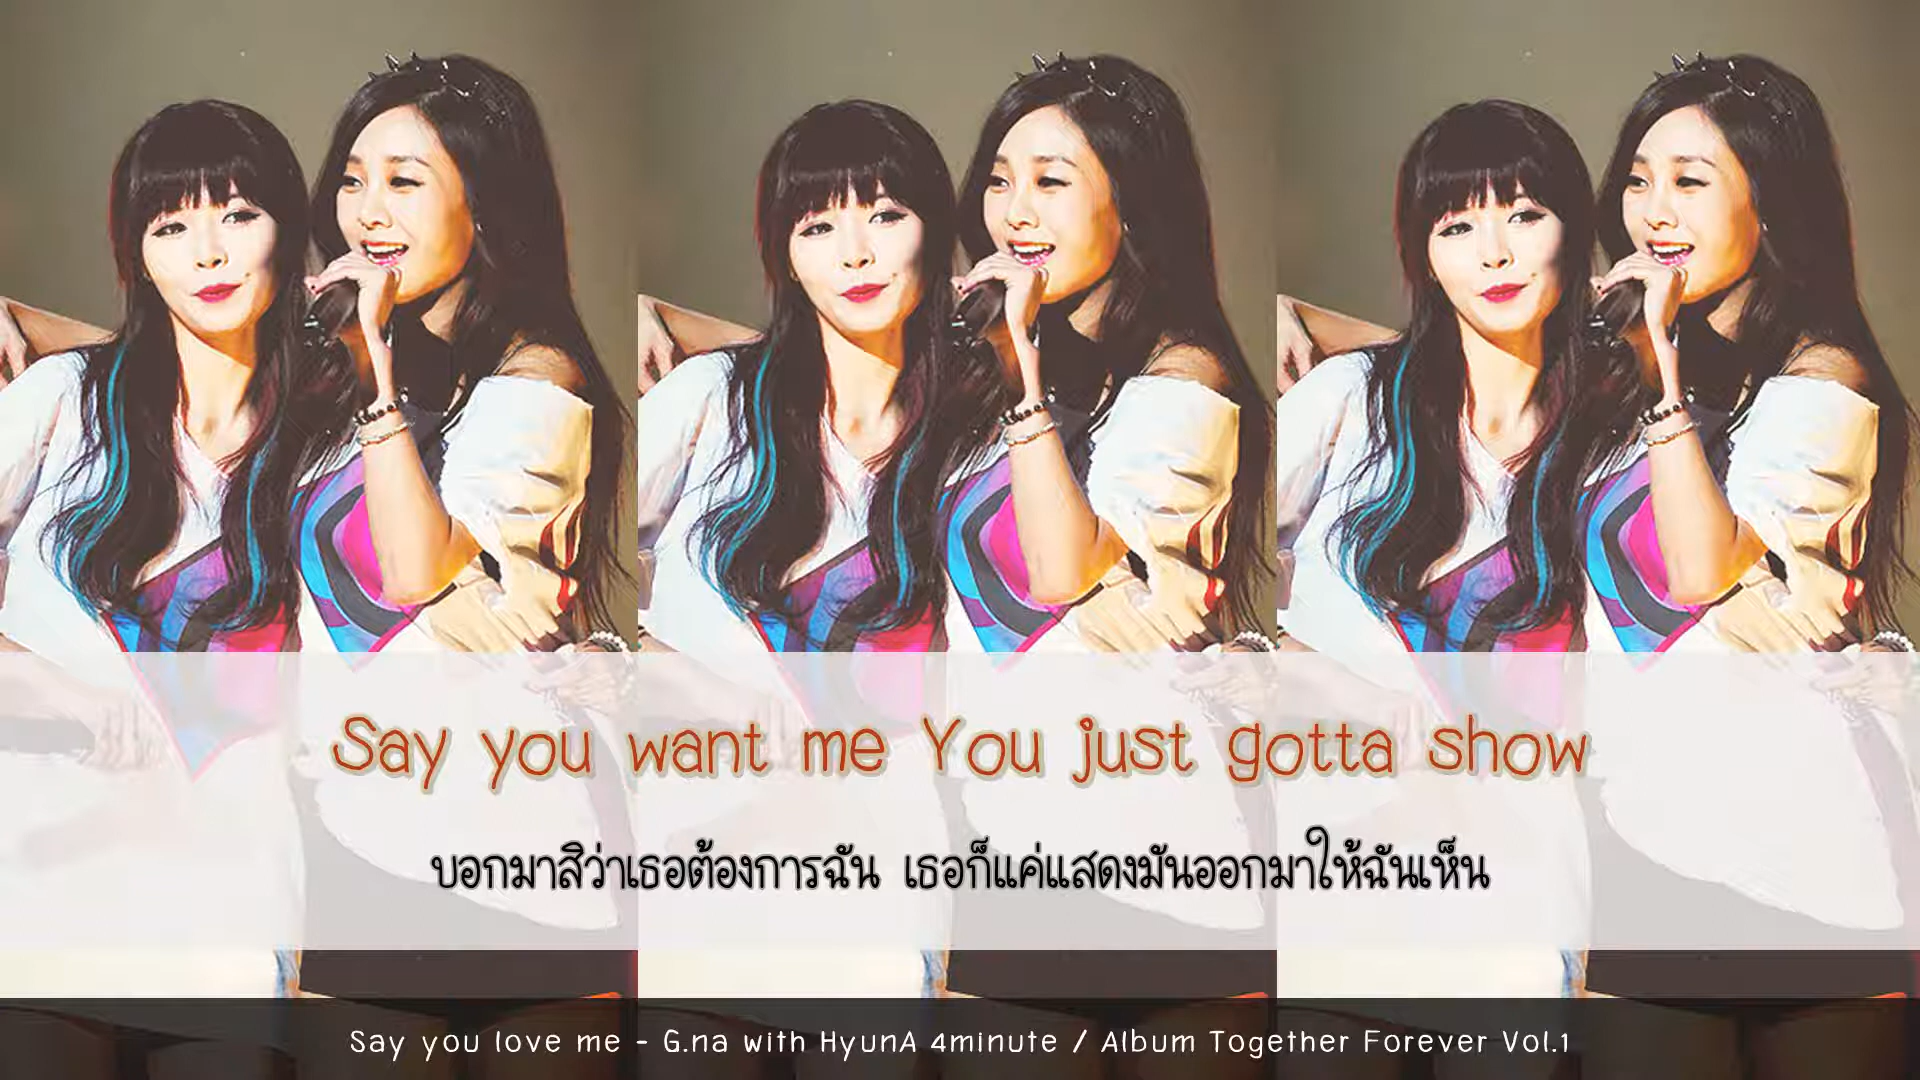 Say you want me You just gotta show
บอกมาสิว่าเธอต้องการฉัน เธอก็แค่แสดงมันออกมาให้ฉันเห็น
Say you love me - G.na with HyunA 4minute / Album Together Forever Vol.1